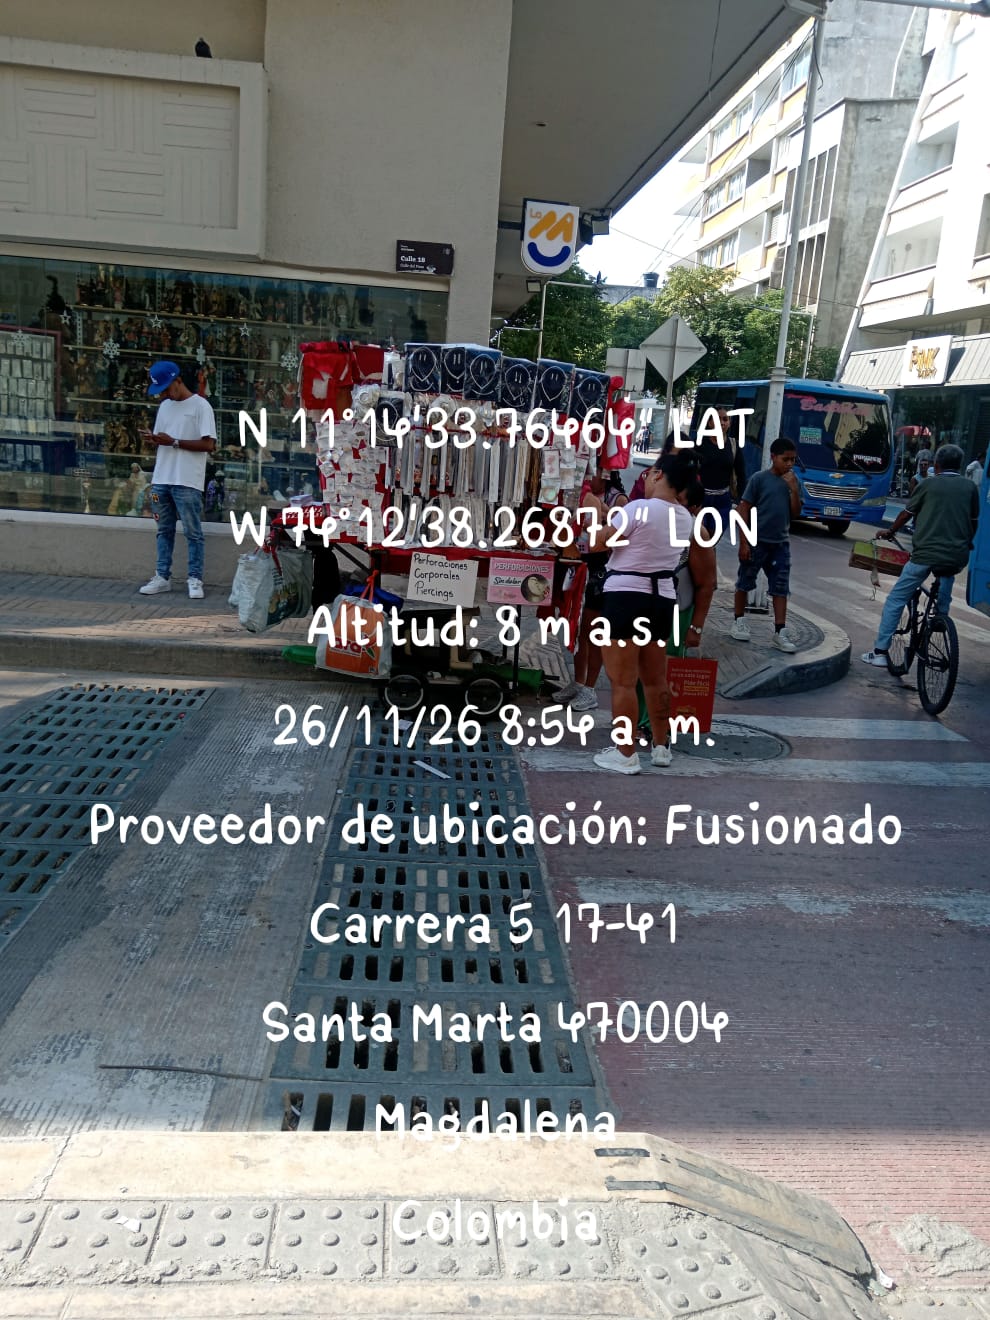 La
Calle 18
PINK
N 11°14'33.76464" LAT
W 74°12'38.26872" LON
Perforaciones
Corporales
Piercings
PERFORACIONES
Sin dolor
Altitud: 8 m a.s.l
26/11/26 8:54 a. m.
Proveedor de ubicación: Fusionado
Carrera 5 17-41
Santa Marta 470004
Magdalena
Colombia